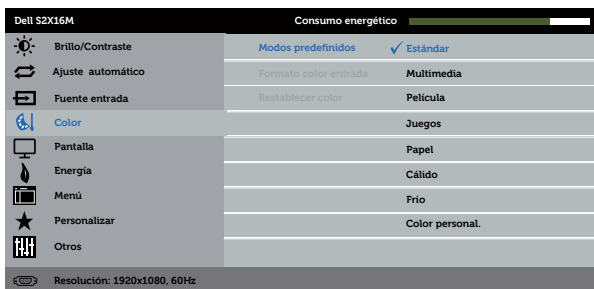 Dell S2X16M Consumo energético
Brillo/Contraste Modos predefinidos Estándar
Ajuste automático Formato color entrada Multimedia
Fuente entrada Restablecer color Película
Color Juegos
Pantalla Papel
Energía Cálido
Menú Frío
Personalizar Color personal.
Otros
Resolución: 1920x1080, 60Hz